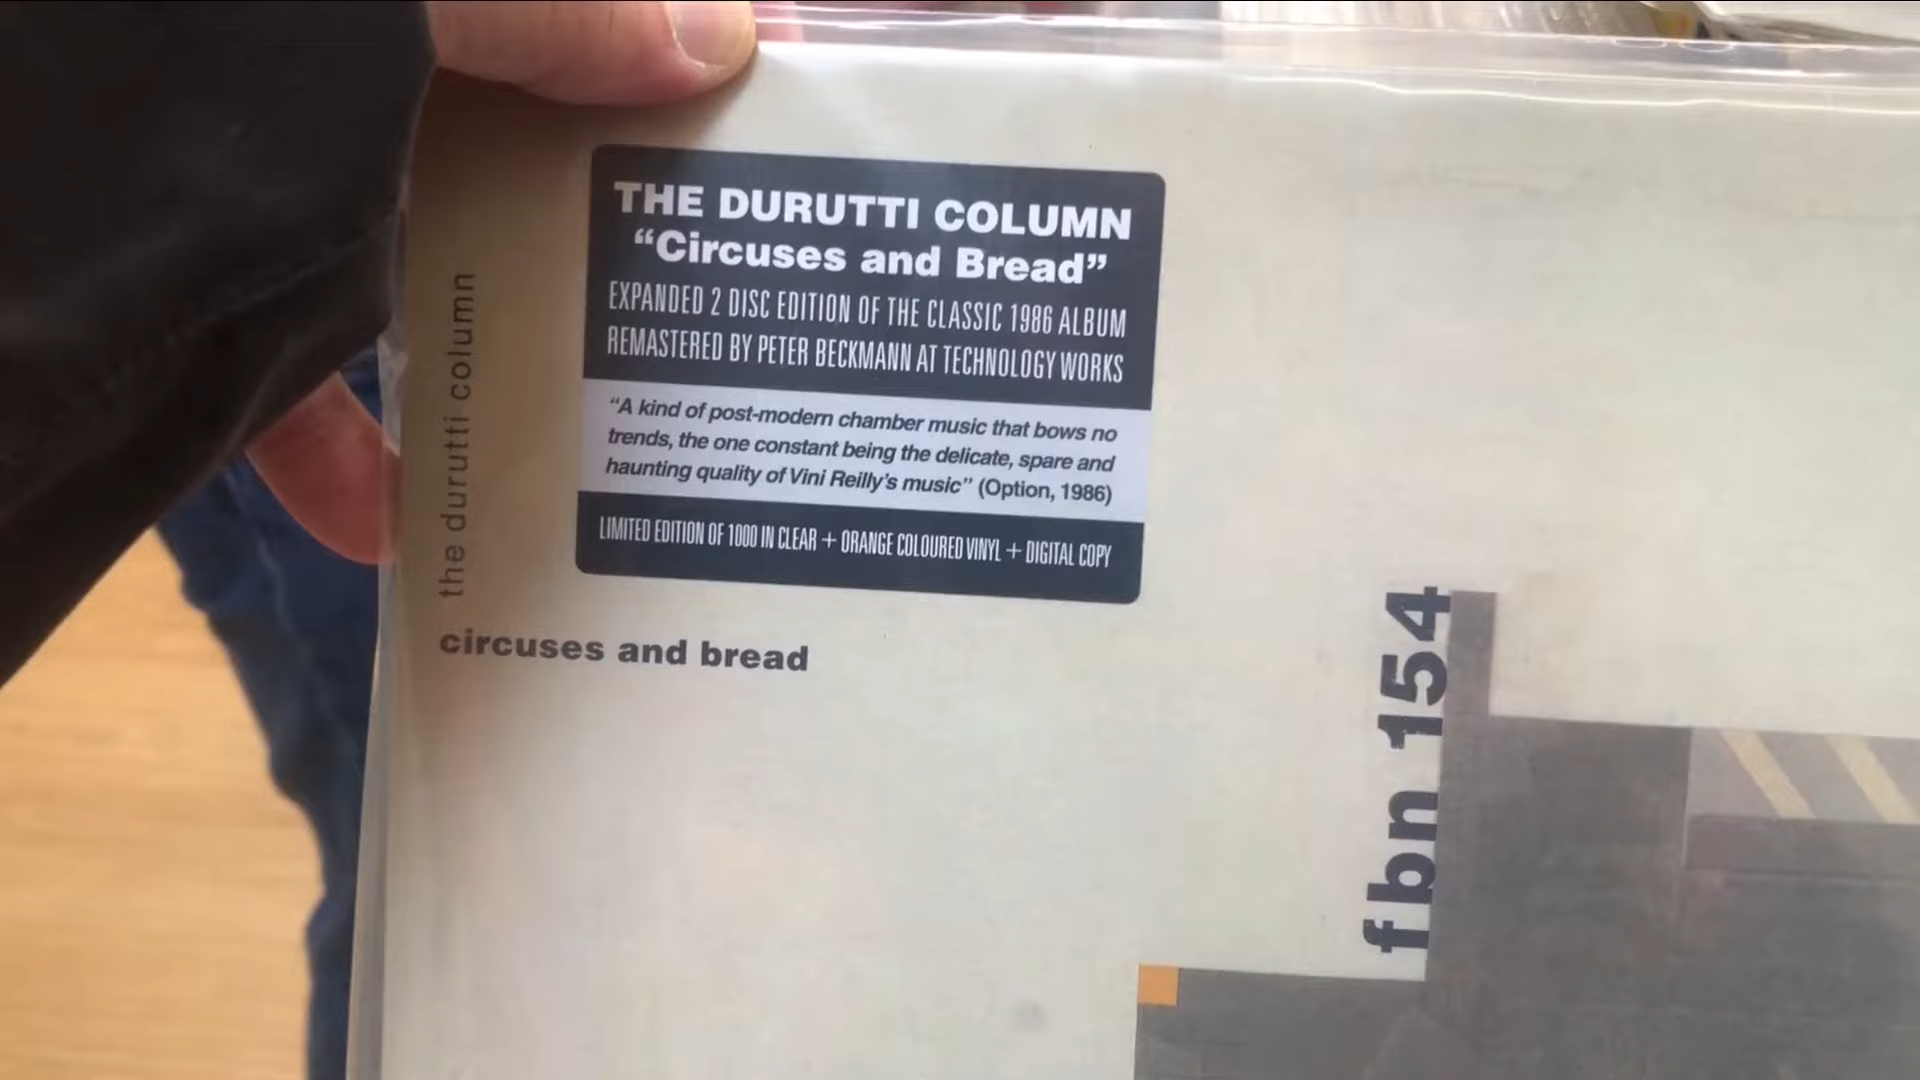 THE DURUTTI COLUMN
“Circuses and Bread”
EXPANDED 2 DISC EDITION OF THE CLASSIC 1986 ALBUM
REMASTERED BY PETER BECKMANN AT TECHNOLOGY WORKS
“A kind of post-modern chamber music that bows no
trends, the one constant being the delicate, spare and
haunting quality of Vini Reilly’s music” (Option, 1986)
LIMITED EDITION OF 1000 IN CLEAR + ORANGE COLOURED VINYL + DIGITAL COPY
the durutti column
circuses and bread
fbn 154